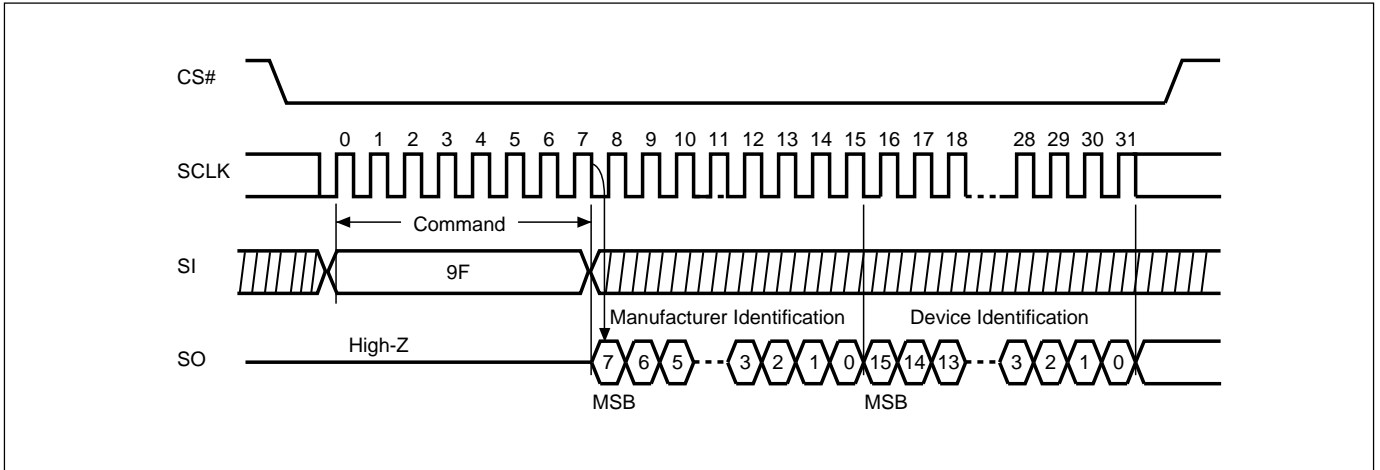 CS#
0 1 2 3 4 5 6 7 8 9 10 11 12 13 14 15 16 17 18 28 29 30 31
SCLK
Command
SI
9F
Manufacturer Identification Device Identification
High-Z
SO
7 6 5 3 2 1 0 15 14 13 3 2 1 0
MSB MSB